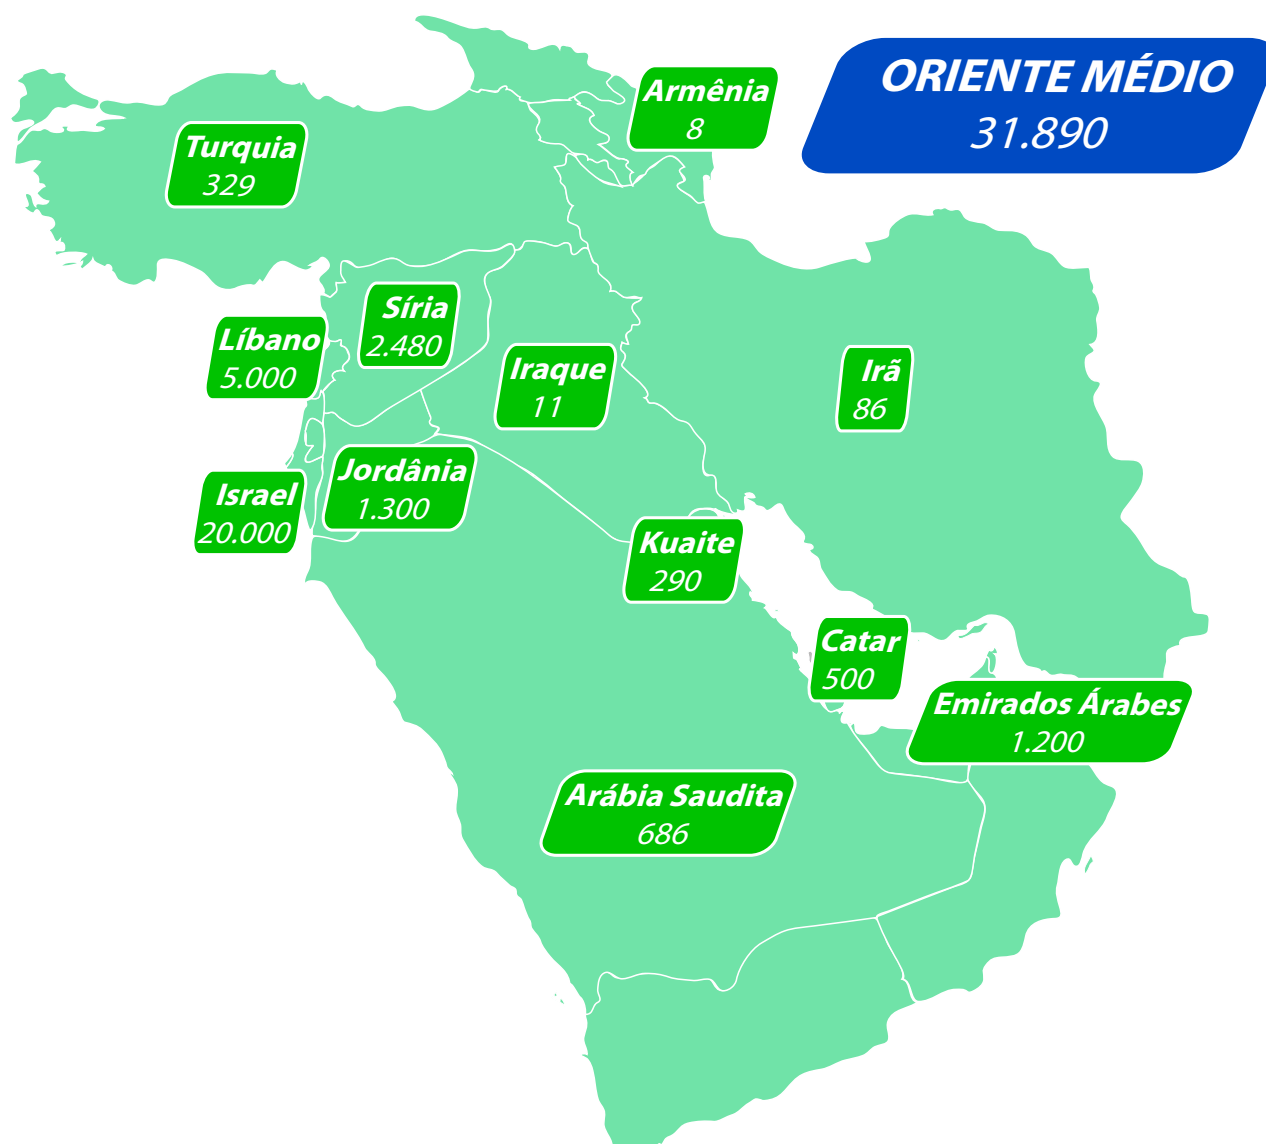 ORIENTE MÉDIO
31.890
Armênia
8
Turquia
329
Síria
2.480
Líbano
5.000
Iraque
11
Irã
86
Jordânia
1.300
Israel
20.000
Kuaite
290
Catar
500
Emirados Árabes
1.200
Arábia Saudita
686